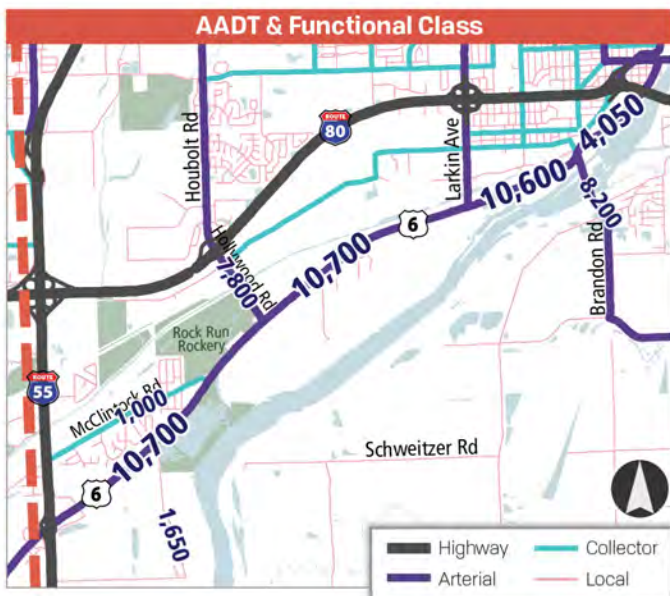 AADT & Functional Class
Houbolt Rd
ROUTE
80
Larkin Ave
4,050
10,600
8,200
6
10,700
Hollywood Rd
7,800
Brandon Rd
Rock Run
Rockery
ROUTE
55
McClintock Rd
1,000
10,700
Schweitzer Rd
6
1,650
Highway
Collector
Arterial
Local